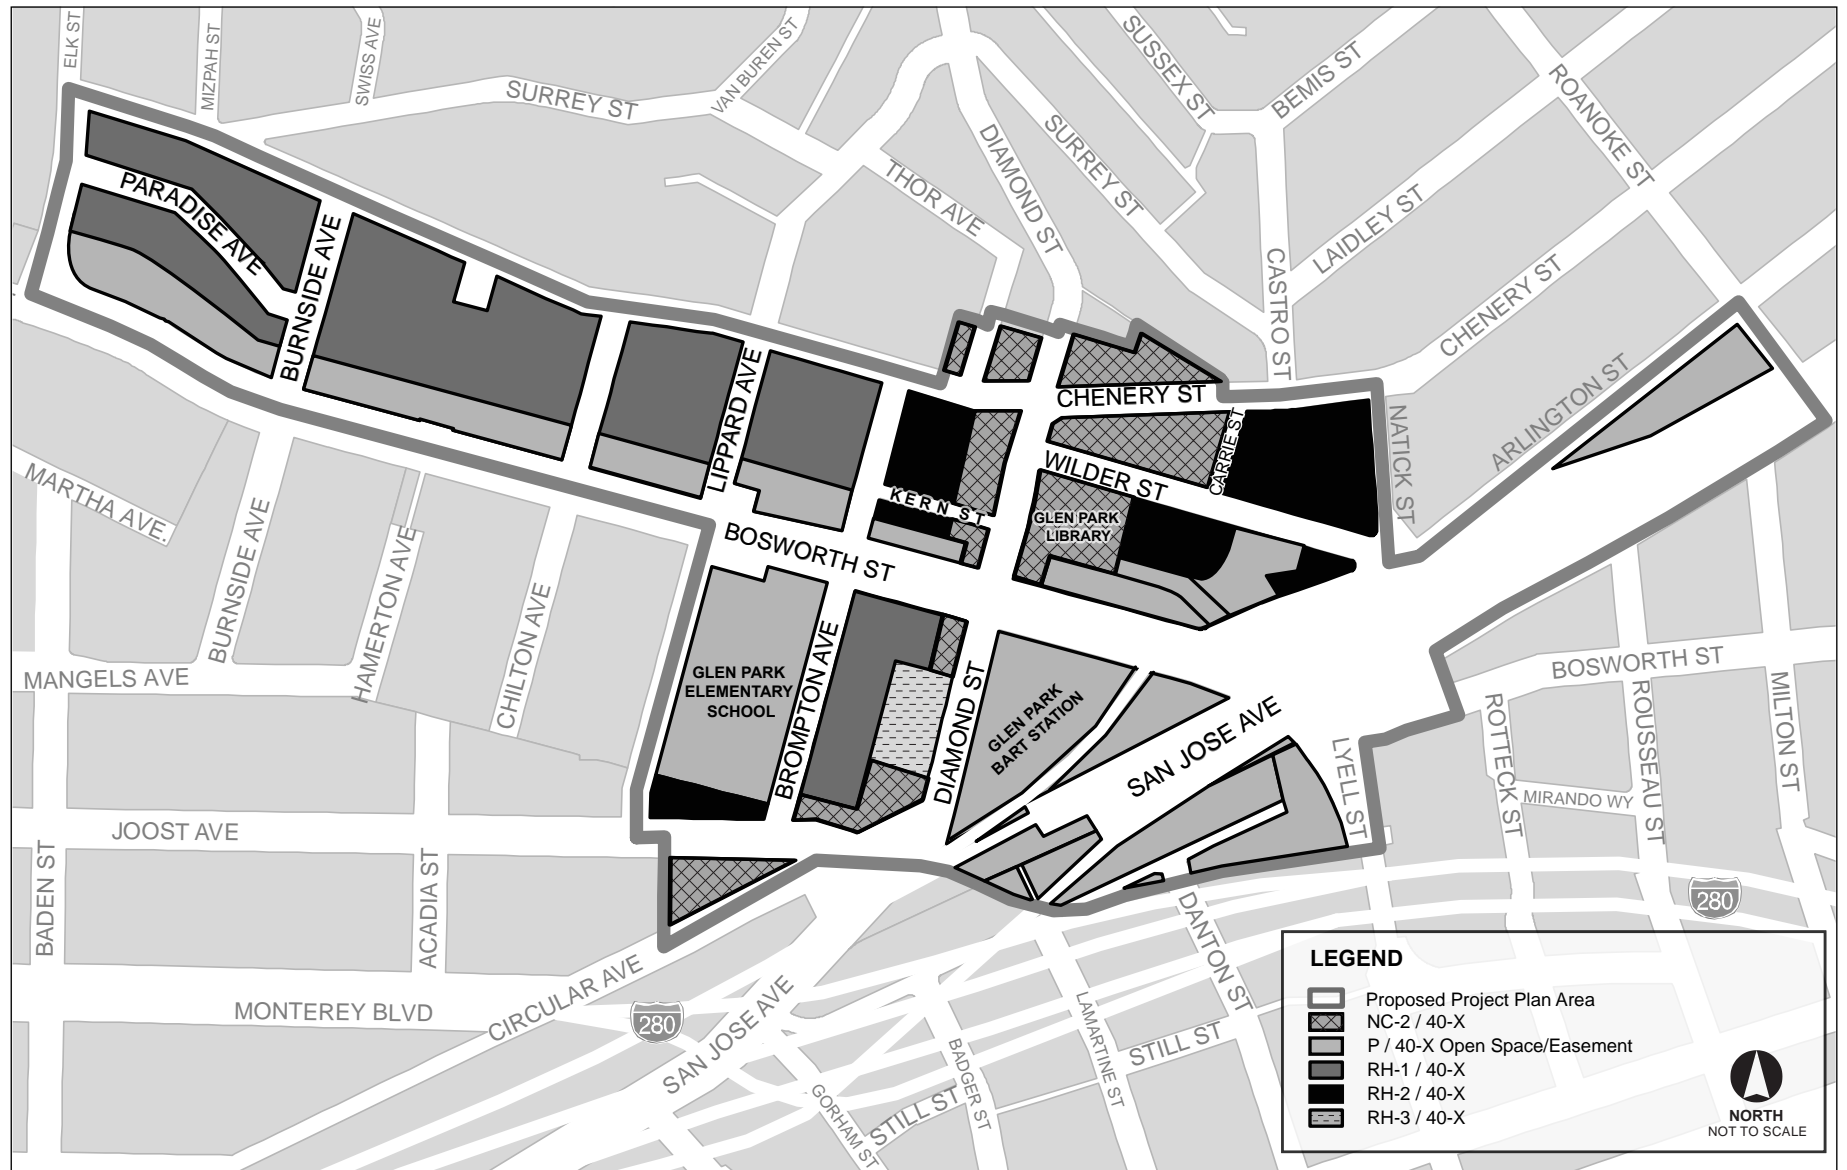 ELK ST
MIZPAH ST
SWISS AVE
SURREY ST
VAN BUREN ST
SUSSEX ST
BEMIS ST
ROANOKE ST
DIAMOND ST
SURREY ST
THOR AVE
LAIDLEY ST
CASTRO ST
CHENERY ST
PARADISE AVE
BURNSIDE AVE
LIPPARD AVE
CHENERY ST
CARRIE ST
NATICK ST
ARLINGTON ST
WILDER ST
KERN ST
GLEN PARK
LIBRARY
MARTHA AVE.
BURNSIDE AVE
HAMERTON AVE
CHILTON AVE
BOSWORTH ST
MANGELS AVE
GLEN PARK
ELEMENTARY
SCHOOL
BROMPTON AVE
DIAMOND ST
GLEN PARK
BART STATION
SAN JOSE AVE
LYELL ST
BOSWORTH ST
ROTTECK ST
ROUSSEAU ST
MILTON ST
MIRANDO WY
JOOST AVE
BADEN ST
ACADIA ST
MONTEREY BLVD
CIRCULAR AVE
280
SAN JOSE AVE
DANTON ST
LAMARTINE ST
BADGER ST
STILL ST
STILL ST
GORHAM ST
280
LEGEND
Proposed Project Plan Area
NC-2 / 40-X
P / 40-X Open Space/Easement
RH-1 / 40-X
RH-2 / 40-X
RH-3 / 40-X
NORTH
NOT TO SCALE